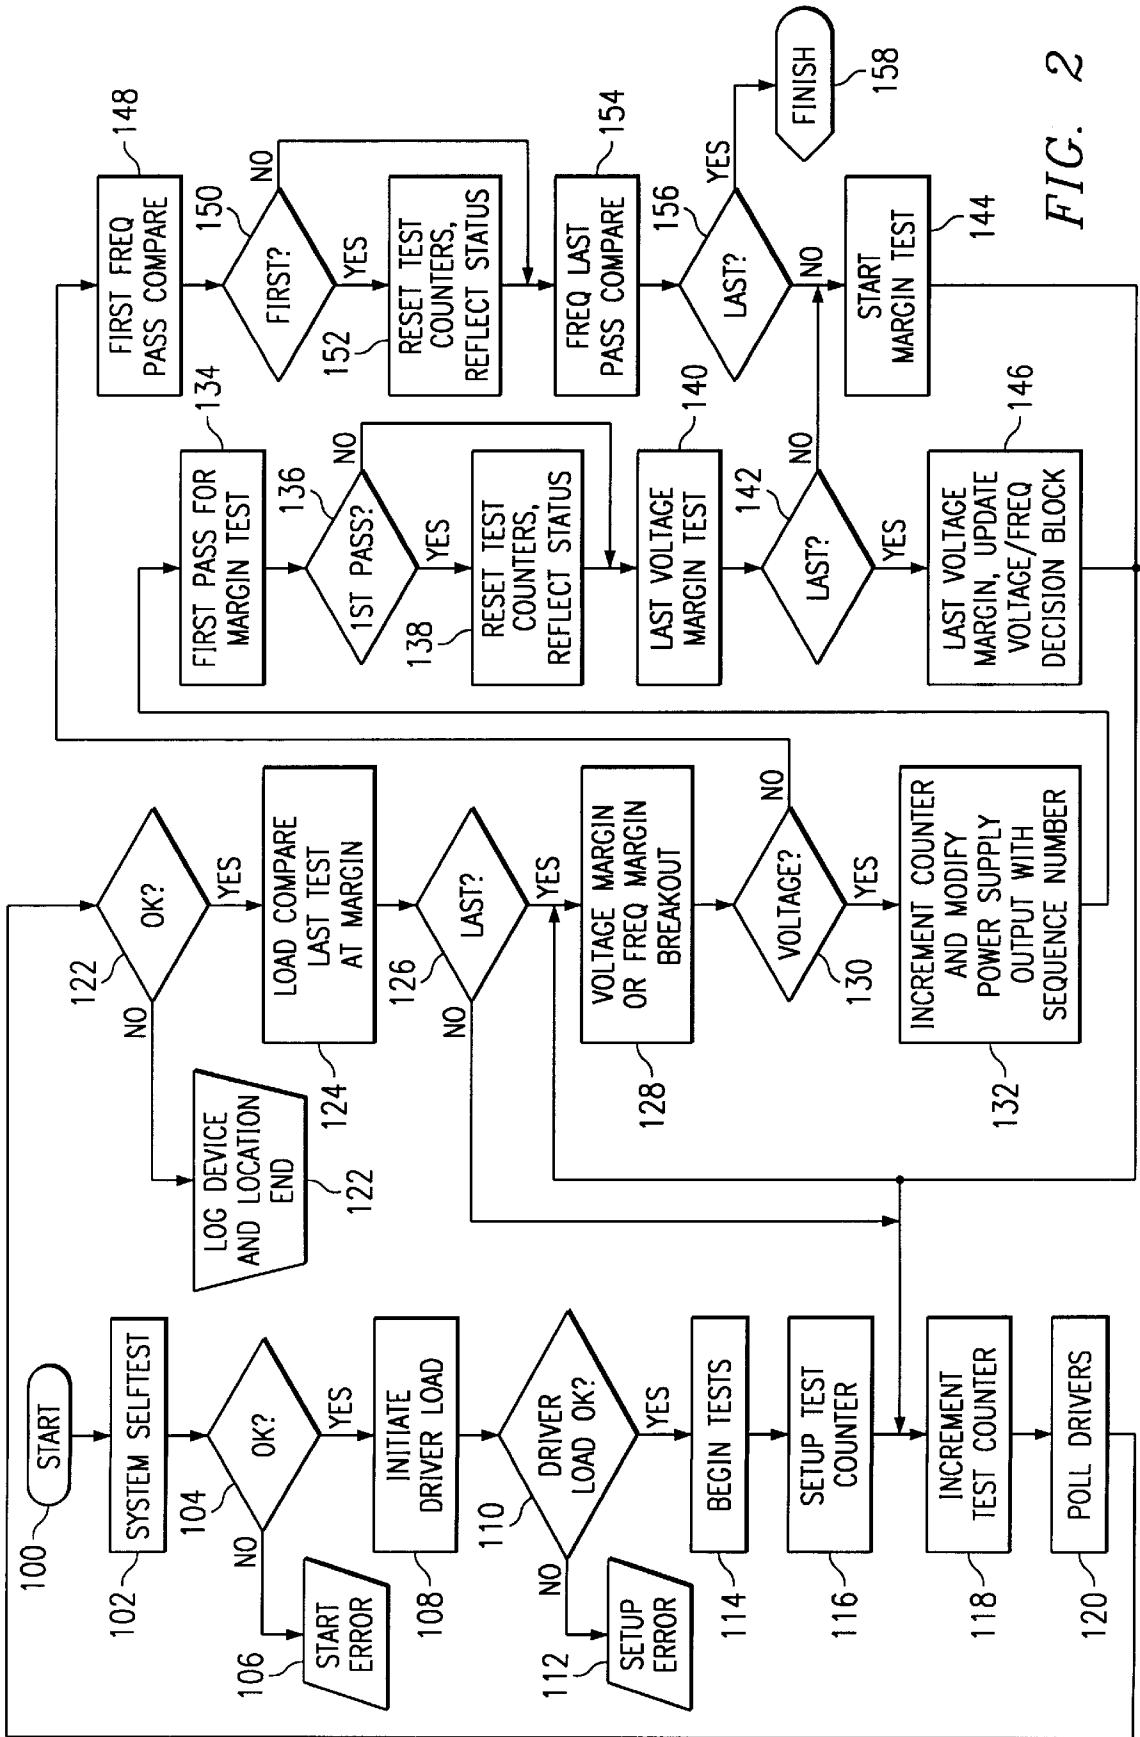 100
START
102
SYSTEM SELFTEST
104
OK?
NO
YES
106
START
ERROR
108
INITIATE
DRIVER LOAD
110
DRIVER
LOAD OK?
NO
YES
112
SETUP
ERROR
114
BEGIN TESTS
116
SETUP TEST
COUNTER
118
INCREMENT
TEST COUNTER
120
POLL DRIVERS
122
OK?
NO
YES
LOG DEVICE
AND LOCATION
END
122
124
LOAD COMPARE
LAST TEST
AT MARGIN
126
LAST?
NO
YES
128
VOLTAGE MARGIN
OR FREQ MARGIN
BREAKOUT
130
VOLTAGE?
NO
YES
132
INCREMENT COUNTER
AND MODIFY
POWER SUPPLY
OUTPUT WITH
SEQUENCE NUMBER
134
FIRST PASS FOR
MARGIN TEST
136
1ST PASS?
NO
YES
138
RESET TEST
COUNTERS,
REFLECT STATUS
140
LAST VOLTAGE
MARGIN TEST
142
LAST?
NO
YES
146
LAST VOLTAGE
MARGIN, UPDATE
VOLTAGE/FREQ
DECISION BLOCK
148
FIRST FREQ
PASS COMPARE
150
FIRST?
NO
YES
152
RESET TEST
COUNTERS,
REFLECT STATUS
154
FREQ LAST
PASS COMPARE
156
LAST?
YES
NO
FINISH
158
START
MARGIN TEST
144
FIG. 2